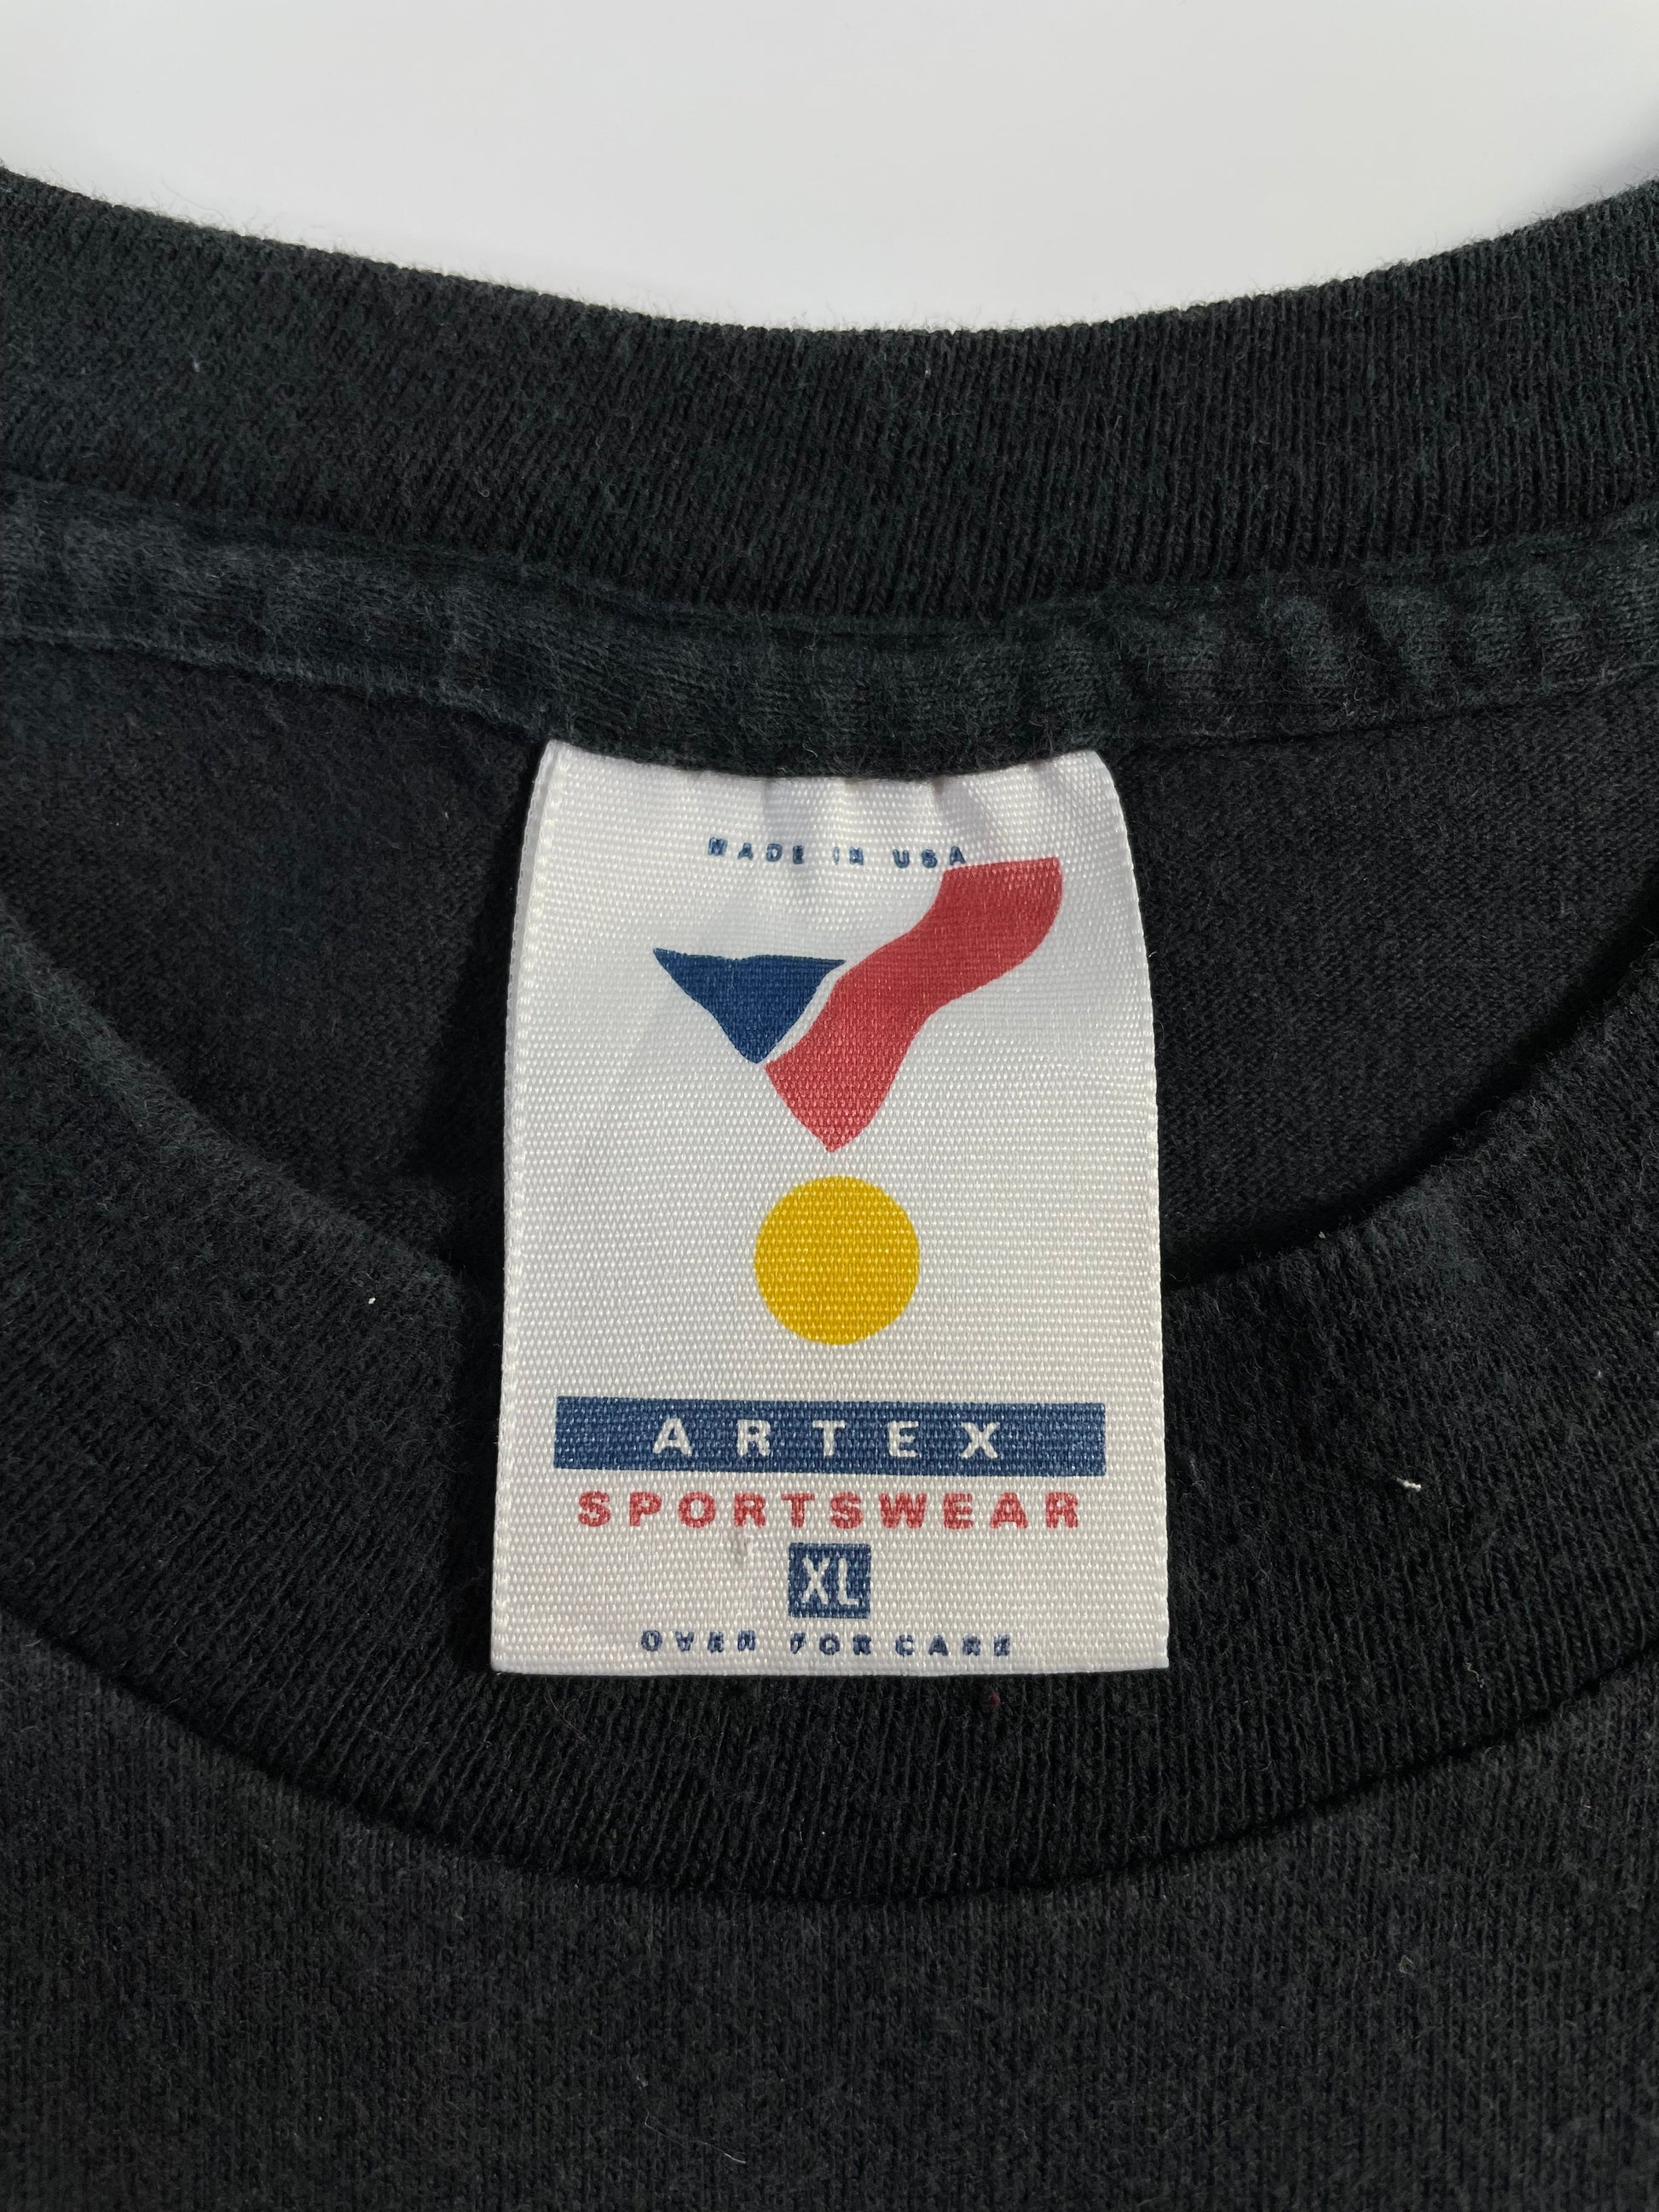 MADE IN USA
ARTEX
SPORTSWEAR
XL
OVER FOR CARE